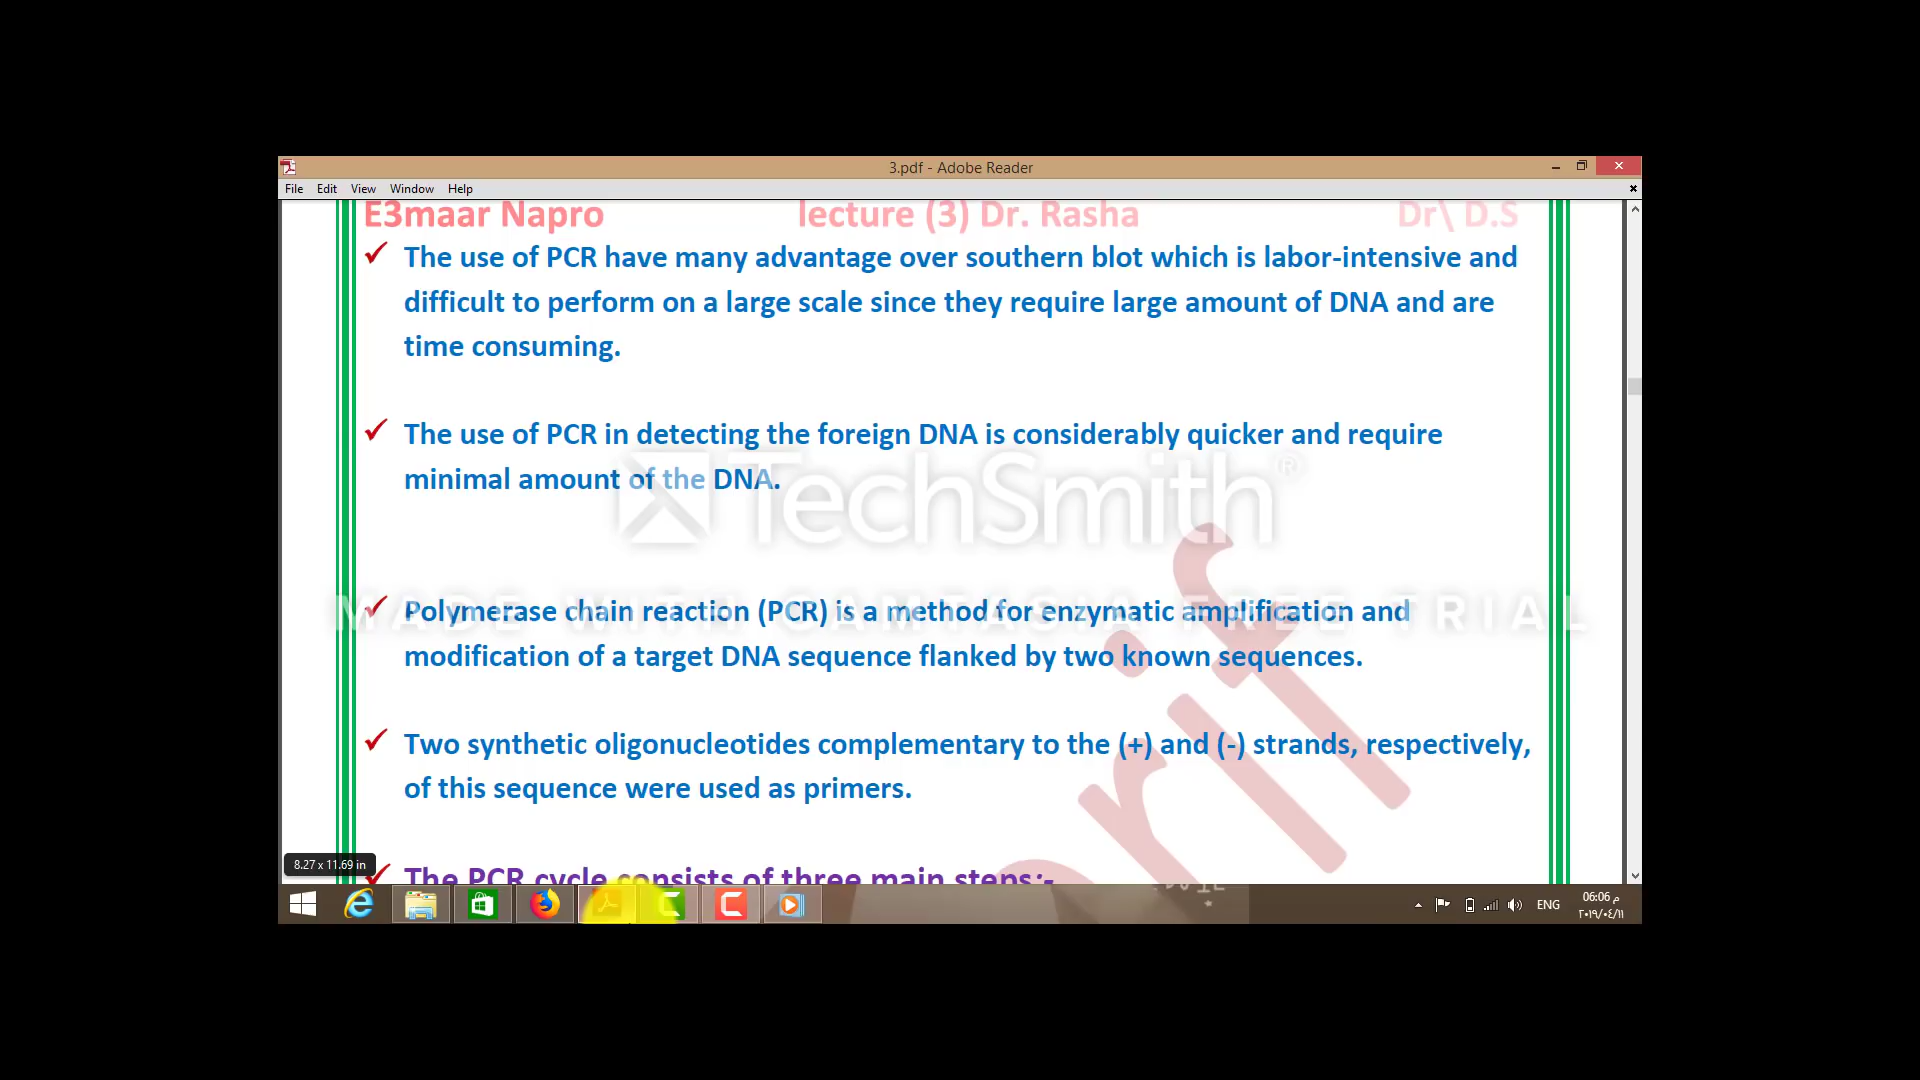 3.pdf - Adobe Reader
File Edit View Window Help
E3maar Napro lecture (3) Dr. Rasha Dr\ D.S
✓ The use of PCR have many advantage over southern blot which is labor-intensive and
difficult to perform on a large scale since they require large amount of DNA and are
time consuming.
✓ The use of PCR in detecting the foreign DNA is considerably quicker and require
minimal amount of the DNA.
TechSmith®
MADE WITH CAMTASIA FREE TRIAL
✓ Polymerase chain reaction (PCR) is a method for enzymatic amplification and
modification of a target DNA sequence flanked by two known sequences.
✓ Two synthetic oligonucleotides complementary to the (+) and (-) strands, respectively,
of this sequence were used as primers.
8.27 x 11.69 in
✓ The PCR cycle consists of three main steps:-
ENG
06:06 م
٢٠١٩/٠٤/١١